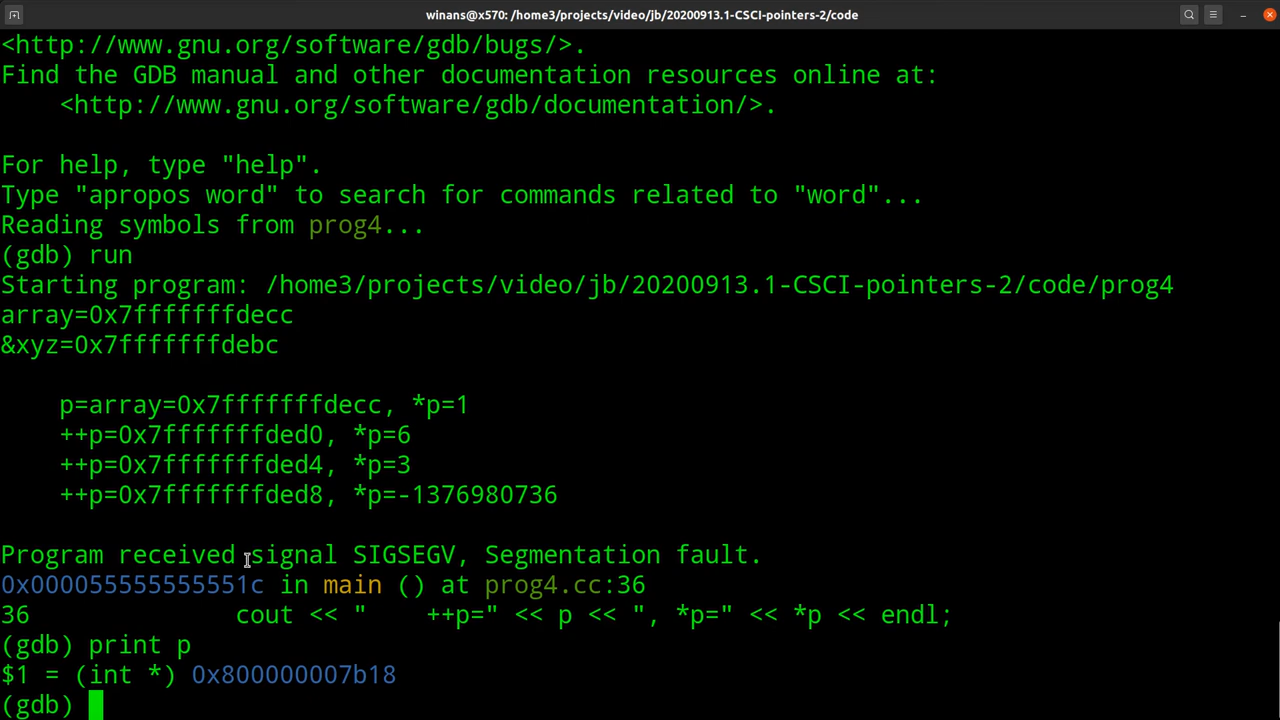 winans@x570: /home3/projects/video/jb/20200913.1-CSCI-pointers-2/code
<http://www.gnu.org/software/gdb/bugs/>.
Find the GDB manual and other documentation resources online at:
    <http://www.gnu.org/software/gdb/documentation/>.
For help, type "help".
Type "apropos word" to search for commands related to "word"...
Reading symbols from prog4...
(gdb) run
Starting program: /home3/projects/video/jb/20200913.1-CSCI-pointers-2/code/prog4
array=0x7fffffffdecc
&xyz=0x7fffffffdebc
    p=array=0x7fffffffdecc, *p=1
    ++p=0x7fffffffded0, *p=6
    ++p=0x7fffffffded4, *p=3
    ++p=0x7fffffffded8, *p=-1376980736
Program received signal SIGSEGV, Segmentation fault.
0x000055555555551c in main () at prog4.cc:36
36              cout << "    ++p=" << p << ", *p=" << *p << endl;
(gdb) print p
$1 = (int *) 0x800000007b18
(gdb)